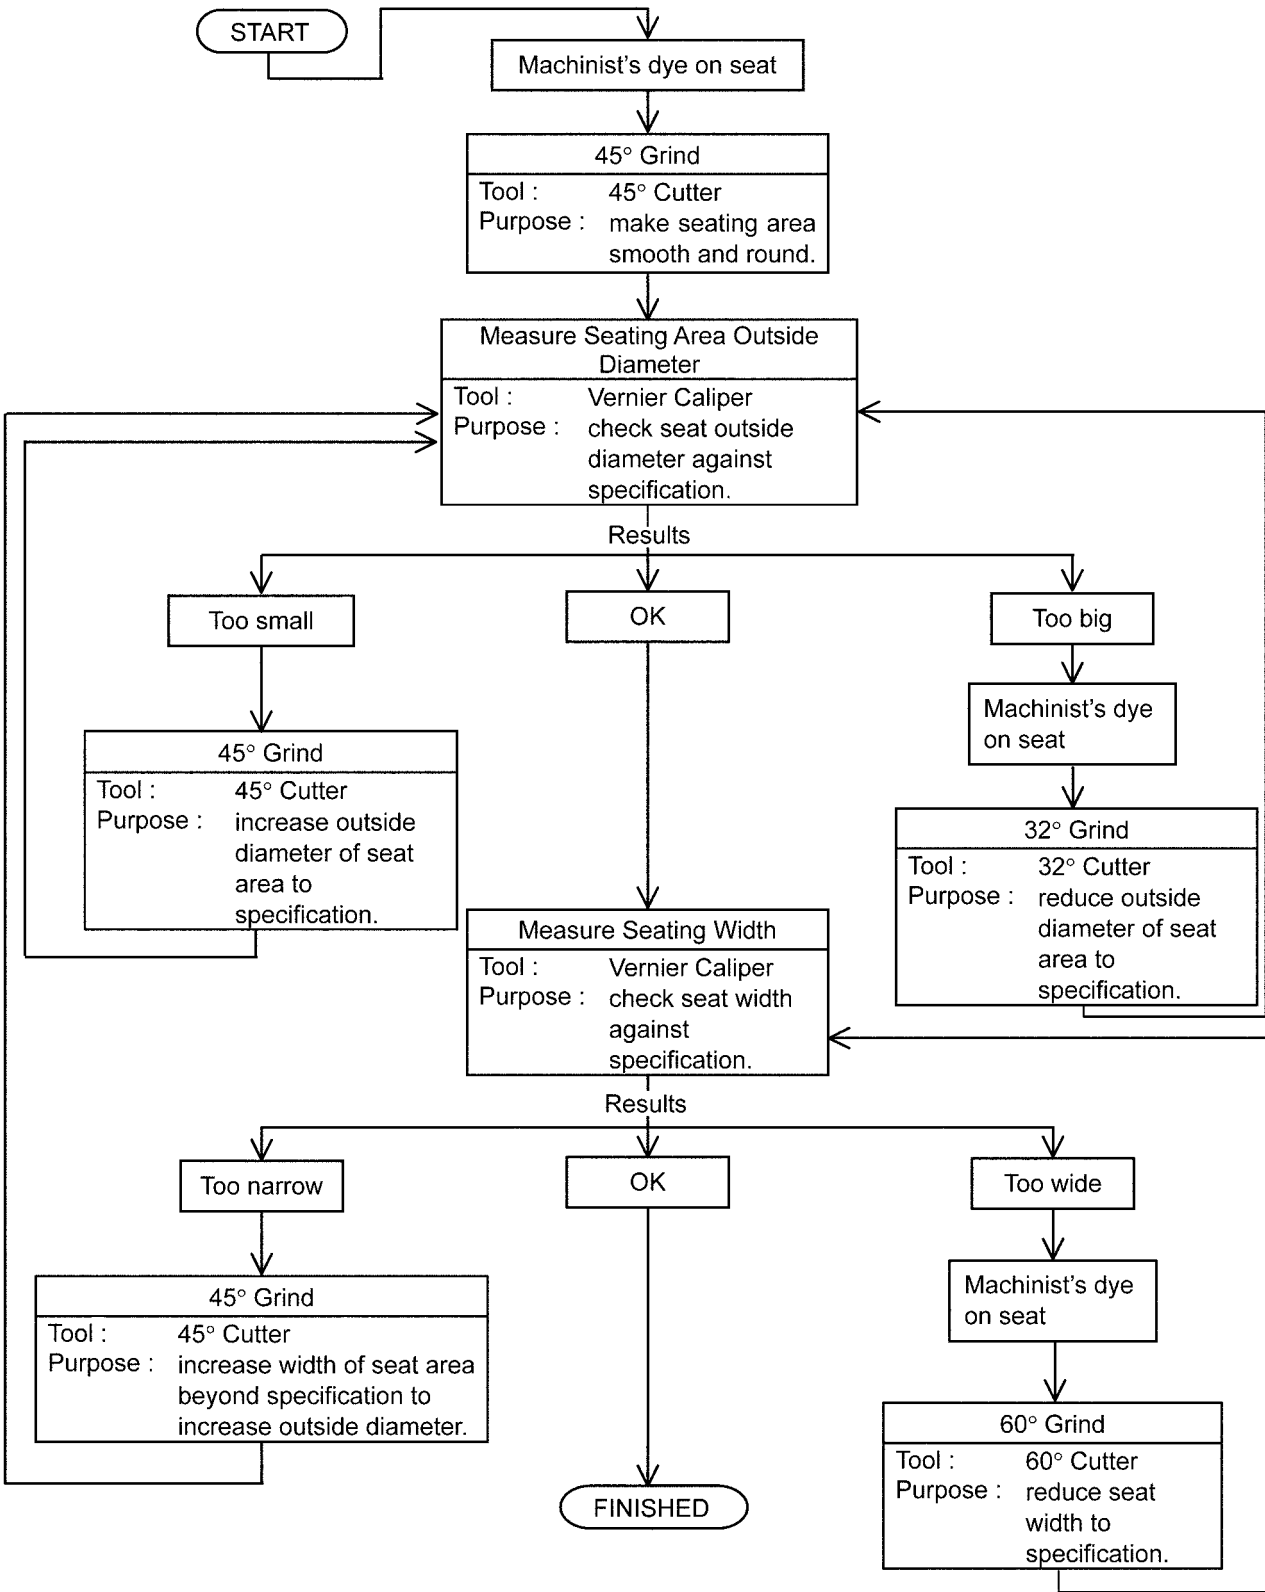 START
Machinist’s dye on seat
45° Grind
Tool : 45° Cutter
Purpose : make seating area
smooth and round.
Measure Seating Area Outside
Diameter
Tool : Vernier Caliper
Purpose : check seat outside
diameter against
specification.
Results
Too small
OK
Too big
Machinist’s dye
on seat
45° Grind
Tool : 45° Cutter
Purpose : increase outside
diameter of seat
area to
specification.
32° Grind
Tool : 32° Cutter
Purpose : reduce outside
diameter of seat
area to
specification.
Measure Seating Width
Tool : Vernier Caliper
Purpose : check seat width
against
specification.
Results
Too narrow
OK
Too wide
Machinist’s dye
on seat
45° Grind
Tool : 45° Cutter
Purpose : increase width of seat area
beyond specification to
increase outside diameter.
60° Grind
Tool : 60° Cutter
Purpose : reduce seat
width to
specification.
FINISHED